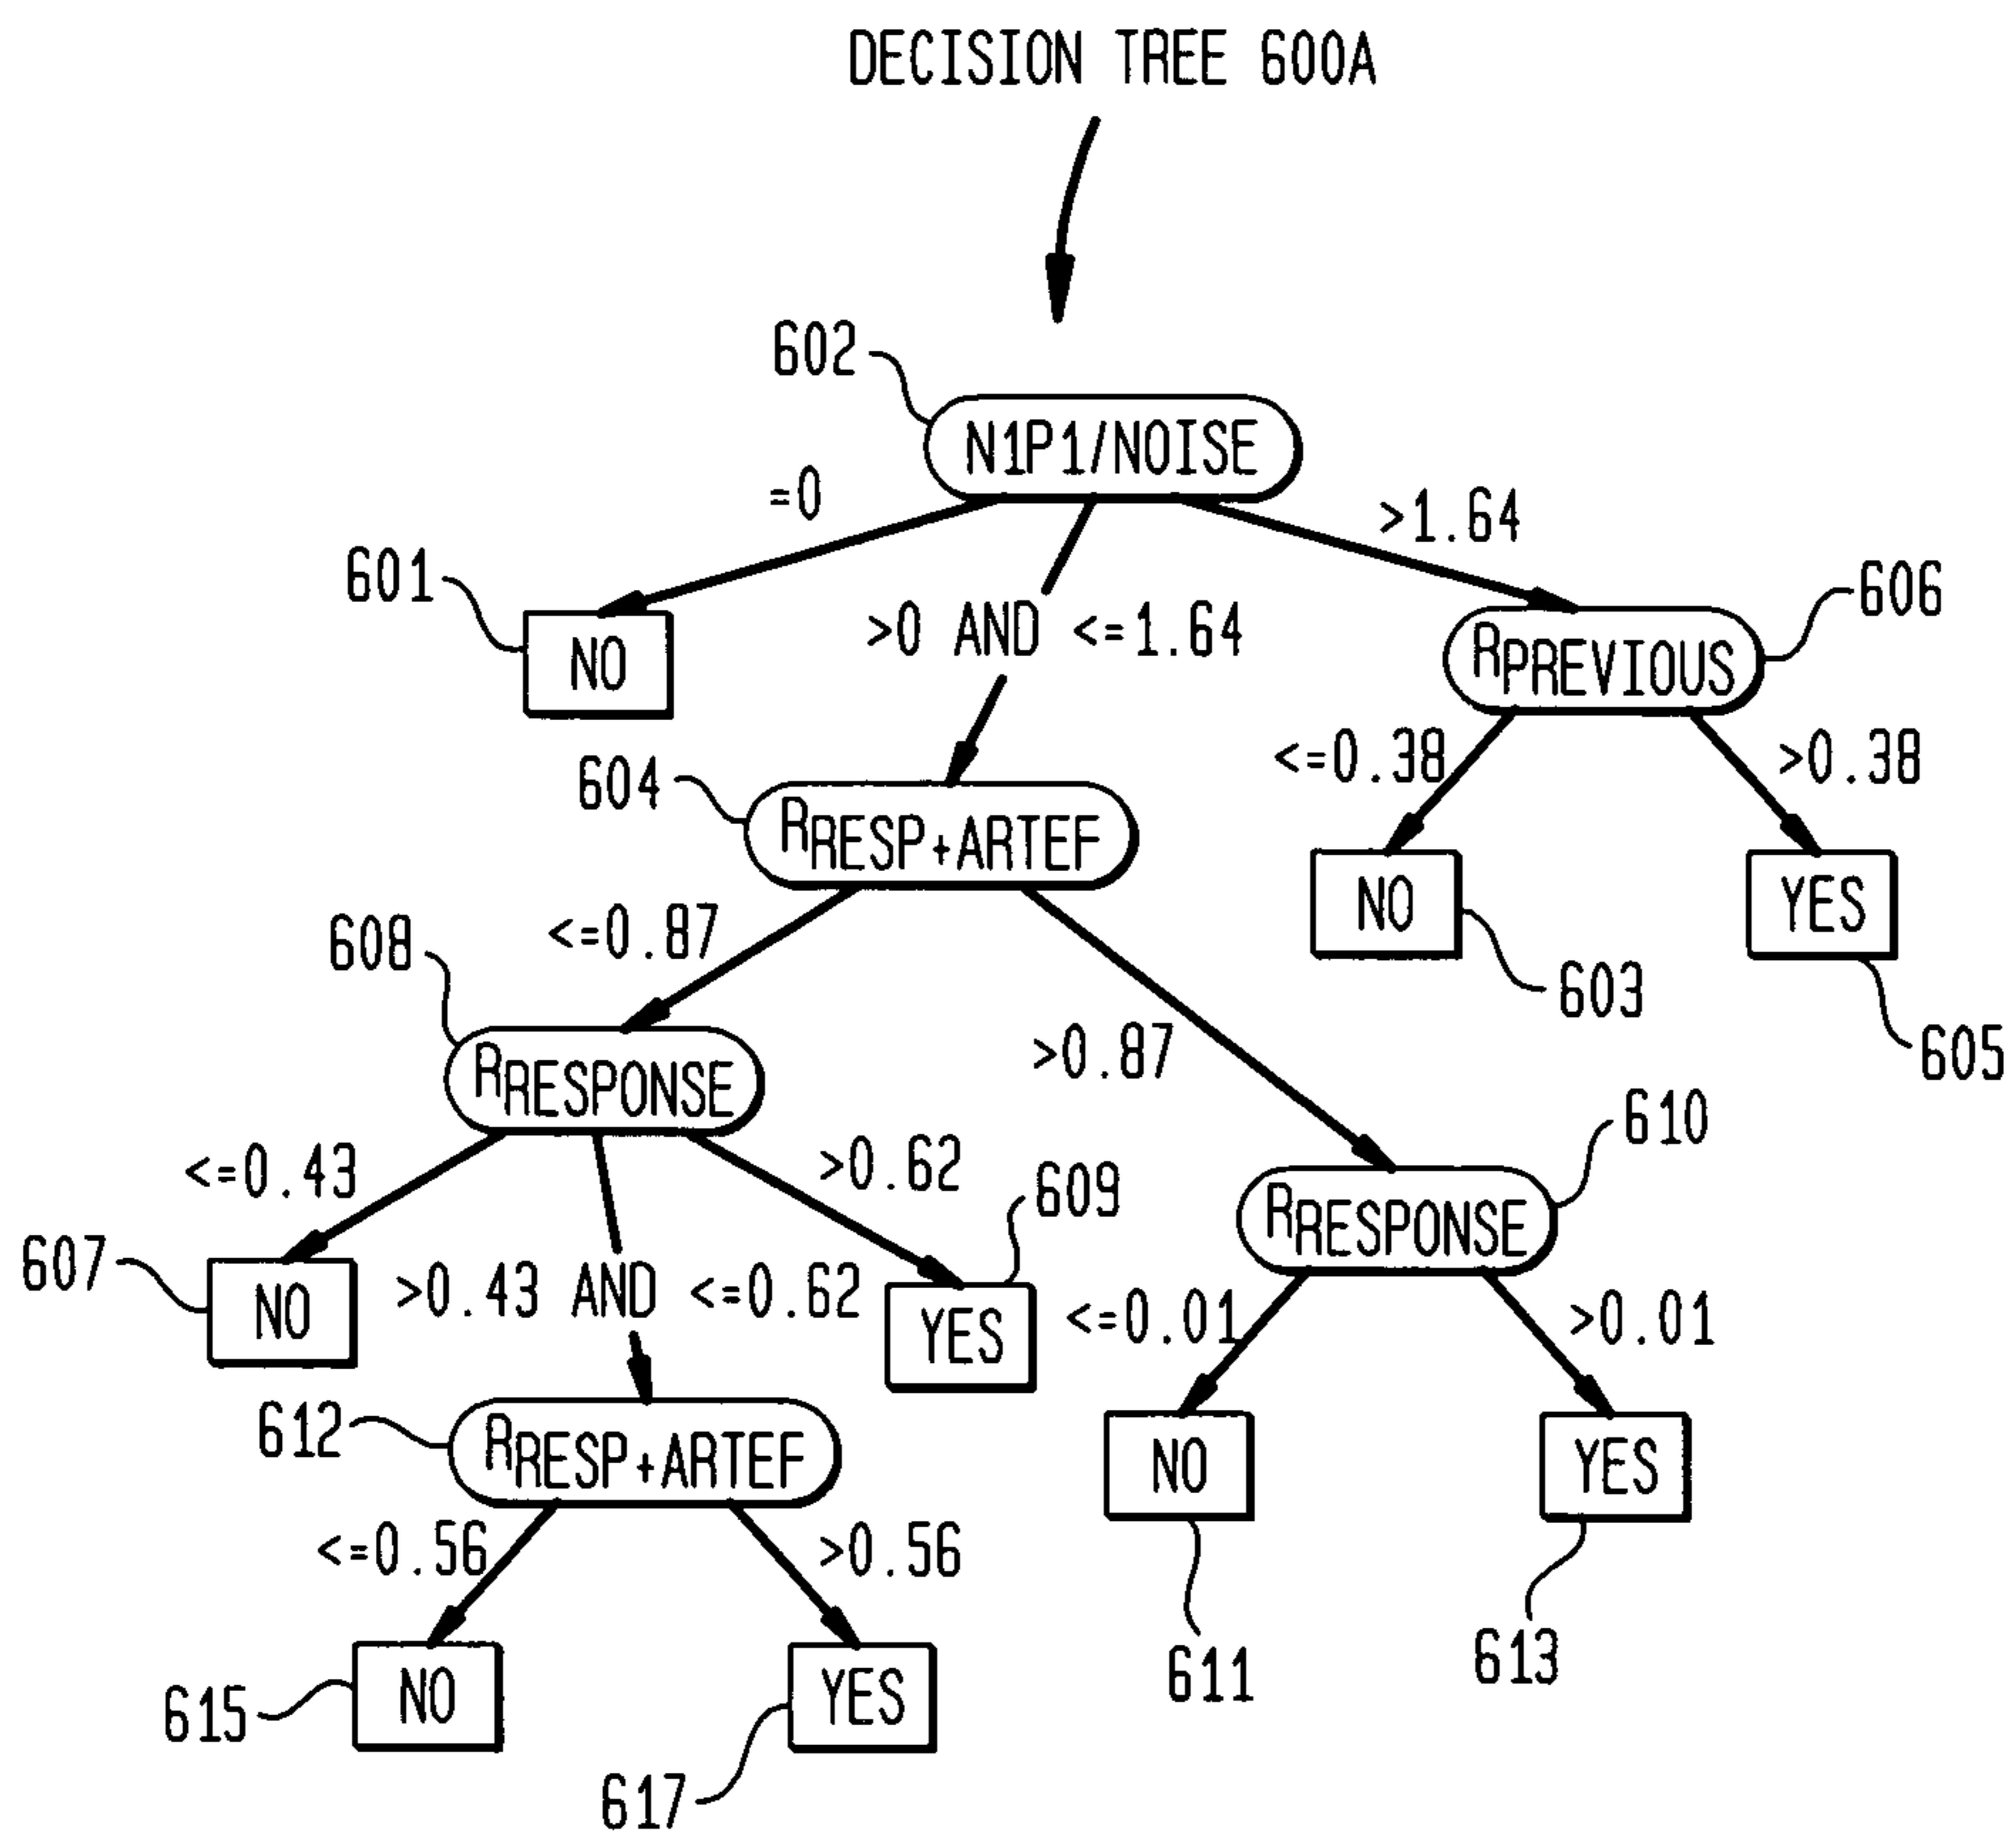 DECISION TREE 600A
602
N1P1/NOISE
=0
>1.64
601
NO
>0 AND <=1.64
606
RPREVIOUS
<=0.38
>0.38
604
RRESP+ARTEF
NO
YES
603
605
<=0.87
>0.87
608
RRESPONSE
610
RRESPONSE
<=0.43
>0.62
609
607
NO
>0.43 AND <=0.62
YES
<=0.01
>0.01
612
RRESP+ARTEF
NO
YES
<=0.56
>0.56
611
613
615
NO
YES
617